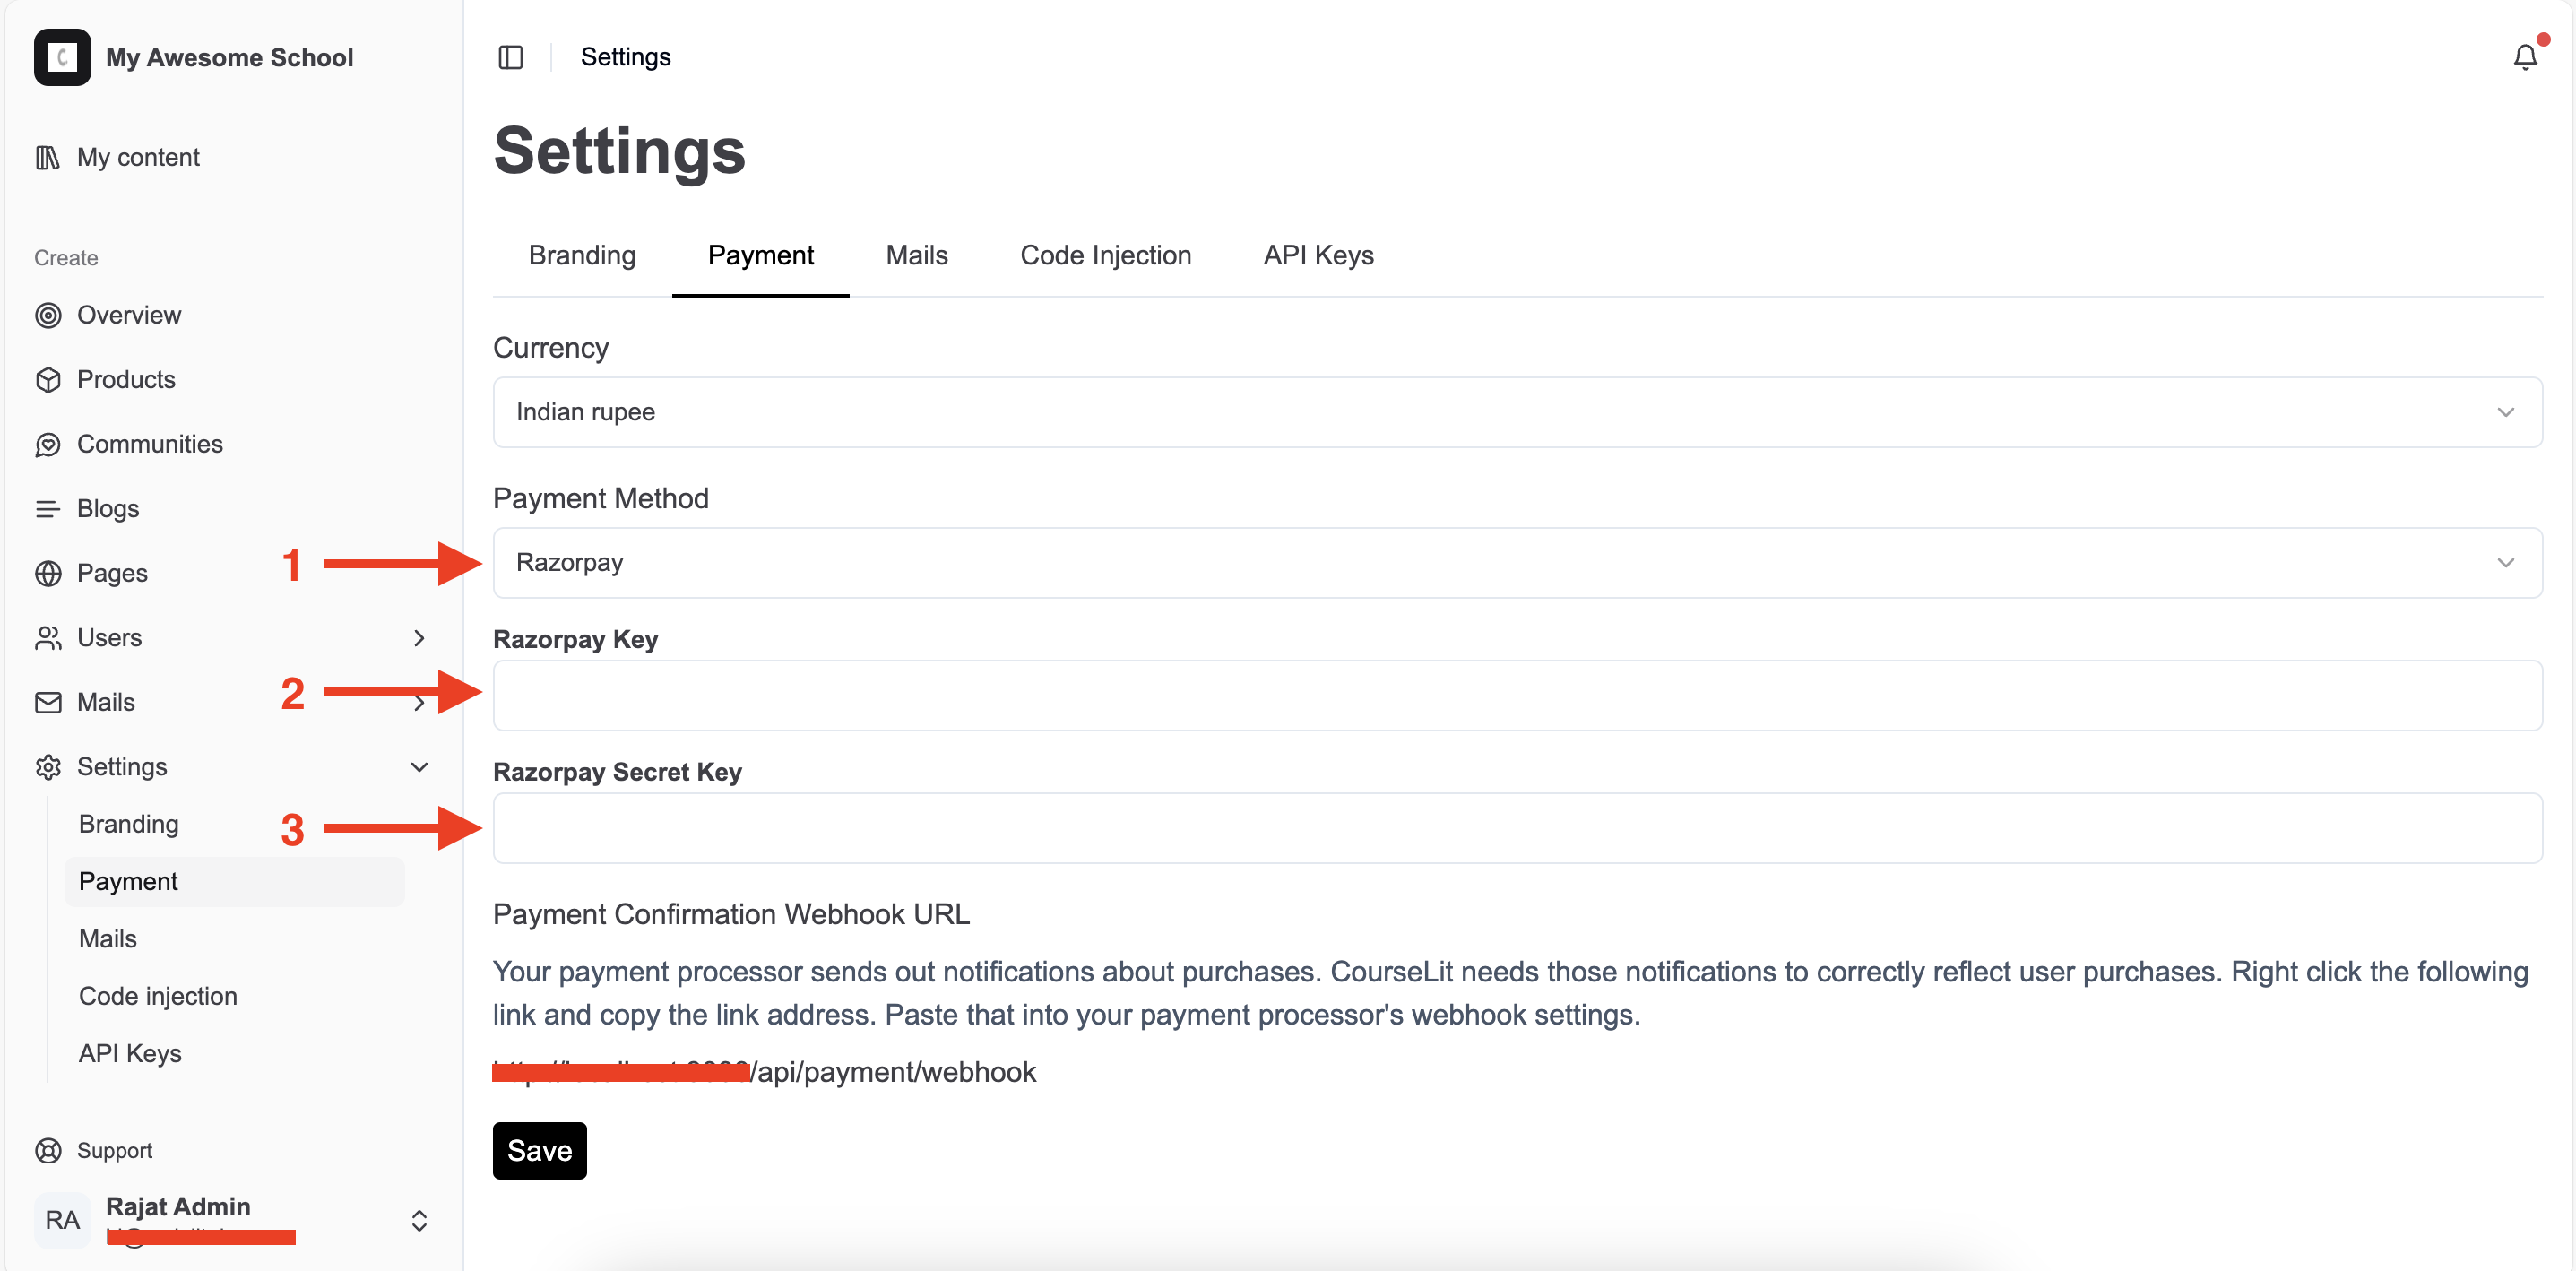 C
My Awesome School
Settings
My content
Settings
Create
Branding
Payment
Mails
Code Injection
API Keys
Overview
Products
Communities
Blogs
Pages
Users
Mails
Settings
Branding
Payment
Mails
Code injection
API Keys
Support
RA
Rajat Admin
Currency
Indian rupee
Payment Method
1
Razorpay
Razorpay Key
2
Razorpay Secret Key
3
Payment Confirmation Webhook URL
Your payment processor sends out notifications about purchases. CourseLit needs those notifications to correctly reflect user purchases. Right click the following
link and copy the link address. Paste that into your payment processor's webhook settings.
/api/payment/webhook
Save